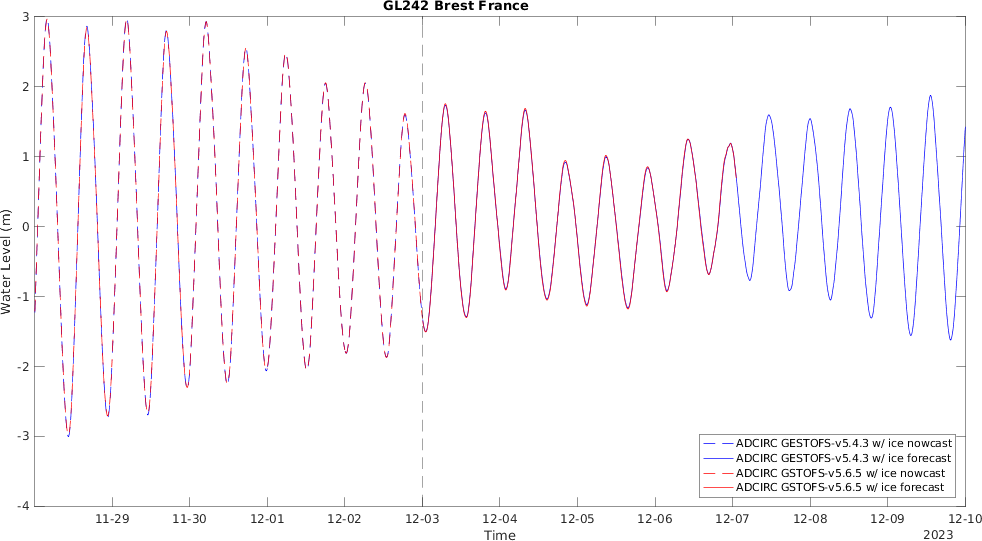 GL242 Brest France
3
2
1
0
-1
-2
-3
-4
Water Level (m)
ADCIRC GESTOFS-v5.4.3 w/ ice nowcast
ADCIRC GESTOFS-v5.4.3 w/ ice forecast
ADCIRC GSTOFS-v5.6.5 w/ ice nowcast
ADCIRC GSTOFS-v5.6.5 w/ ice forecast
11-29 11-30 12-01 12-02 12-03 12-04 12-05 12-06 12-07 12-08 12-09 12-10
Time
2023